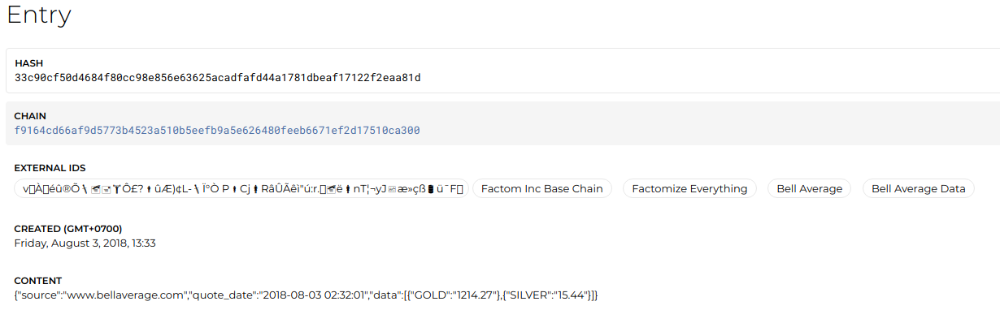 Entry
HASH
33c90cf50d4684f80cc98e856e63625acadfafd44a1781dbeaf17122f2eaa81d
CHAIN
f9164cd66af9d5773b4523a510b5eefb9a5e626480feeb6671ef2d17510ca300
EXTERNAL IDS
Factom Inc Base Chain Factomize Everything Bell Average Bell Average Data
CREATED (GMT+0700)
Friday, August 3, 2018, 13:33
CONTENT
{"source":"www.bellaverage.com","quote_date":"2018-08-03 02:32:01","data":[{"GOLD":"1214.27"},{"SILVER":"15.44"}]}